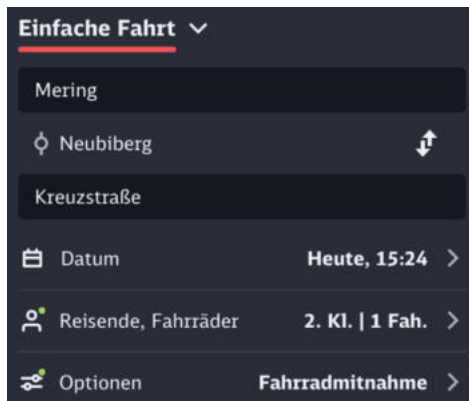 Einfache Fahrt
Mering
Neubiberg
Kreuzstraße
Datum Heute, 15:24
Reisende, Fahrräder 2. Kl. | 1 Fah.
Optionen Fahrradmitnahme